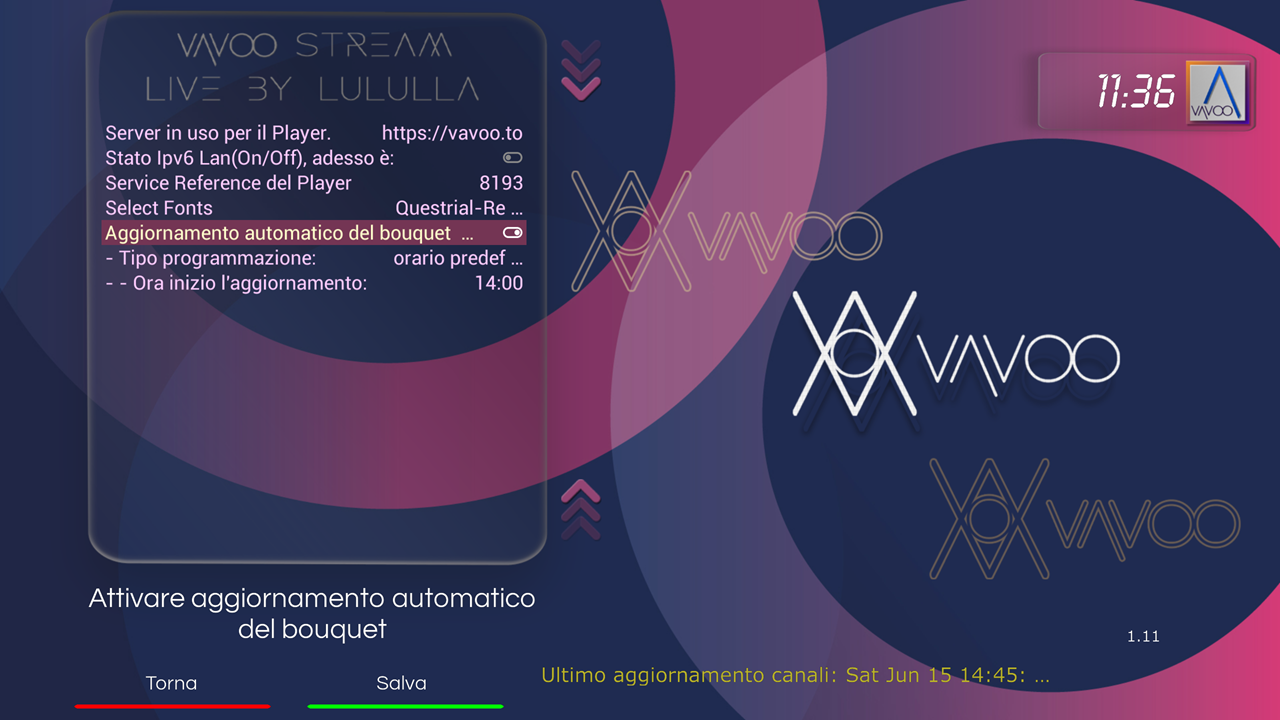 VAVOO STREAM
LIVE BY LULULLA
11:36
VAVOO
Server in uso per il Player. https://vavoo.to
Stato Ipv6 Lan(On/Off), adesso è:
Service Reference del Player 8193
Select Fonts Questrial-Re ...
Aggiornamento automatico del bouquet ...
- Tipo programmazione: orario predef ...
- - Ora inizio l'aggiornamento: 14:00
VAVOO
VAVOO
VAVOO
Attivare aggiornamento automatico
del bouquet
1.11
Ultimo aggiornamento canali: Sat Jun 15 14:45: ...
Torna Salva